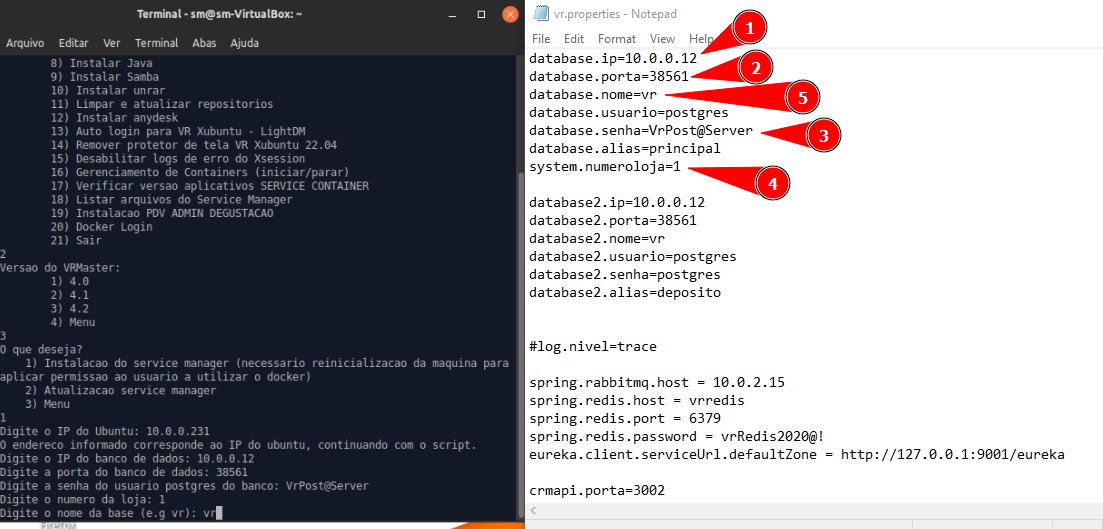 Terminal - sm@sm-VirtualBox: ~
Arquivo Editar Ver Terminal Abas Ajuda
8) Instalar Java
9) Instalar Samba
10) Instalar unrar
11) Limpar e atualizar repositorios
12) Instalar anydesk
13) Auto login para VR Xubuntu - LightDM
14) Remover protetor de tela VR Xubuntu 22.04
15) Desabilitar logs de erro do Xsession
16) Gerenciamento de Containers (iniciar/parar)
17) Verificar versao aplicativos SERVICE CONTAINER
18) Listar arquivos do Service Manager
19) Instalacao PDV ADMIN DEGUSTACAO
20) Docker Login
21) Sair
2
Versao do VRMaster:
1) 4.0
2) 4.1
3) 4.2
4) Menu
3
O que deseja?
1) Instalacao do service manager (necessario reinicializacao da maquina para
aplicar permissao ao usuario a utilizar o docker)
2) Atualizacao service manager
3) Menu
1
Digite o IP do Ubuntu: 10.0.0.231
O endereco informado corresponde ao IP do ubuntu, continuando com o script.
Digite o IP do banco de dados: 10.0.0.12
Digite a porta do banco de dados: 38561
Digite a senha do usuario postgres do banco: VrPost@Server
Digite o numero da loja: 1
Digite o nome da base (e.g vr): vr
Firefox
vr.properties - Notepad
File Edit Format View Help
database.ip=10.0.0.12
1
database.porta=38561
2
database.nome=vr
5
database.usuario=postgres
database.senha=VrPost@Server
3
database.alias=principal
system.numeroloja=1
4
database2.ip=10.0.0.12
database2.porta=38561
database2.nome=vr
database2.usuario=postgres
database2.senha=postgres
database2.alias=deposito
#log.nivel=trace
spring.rabbitmq.host = 10.0.2.15
spring.redis.host = vrredis
spring.redis.port = 6379
spring.redis.password = vrRedis2020@!
eureka.client.serviceUrl.defaultZone = http://127.0.0.1:9001/eureka
crmapi.porta=3002